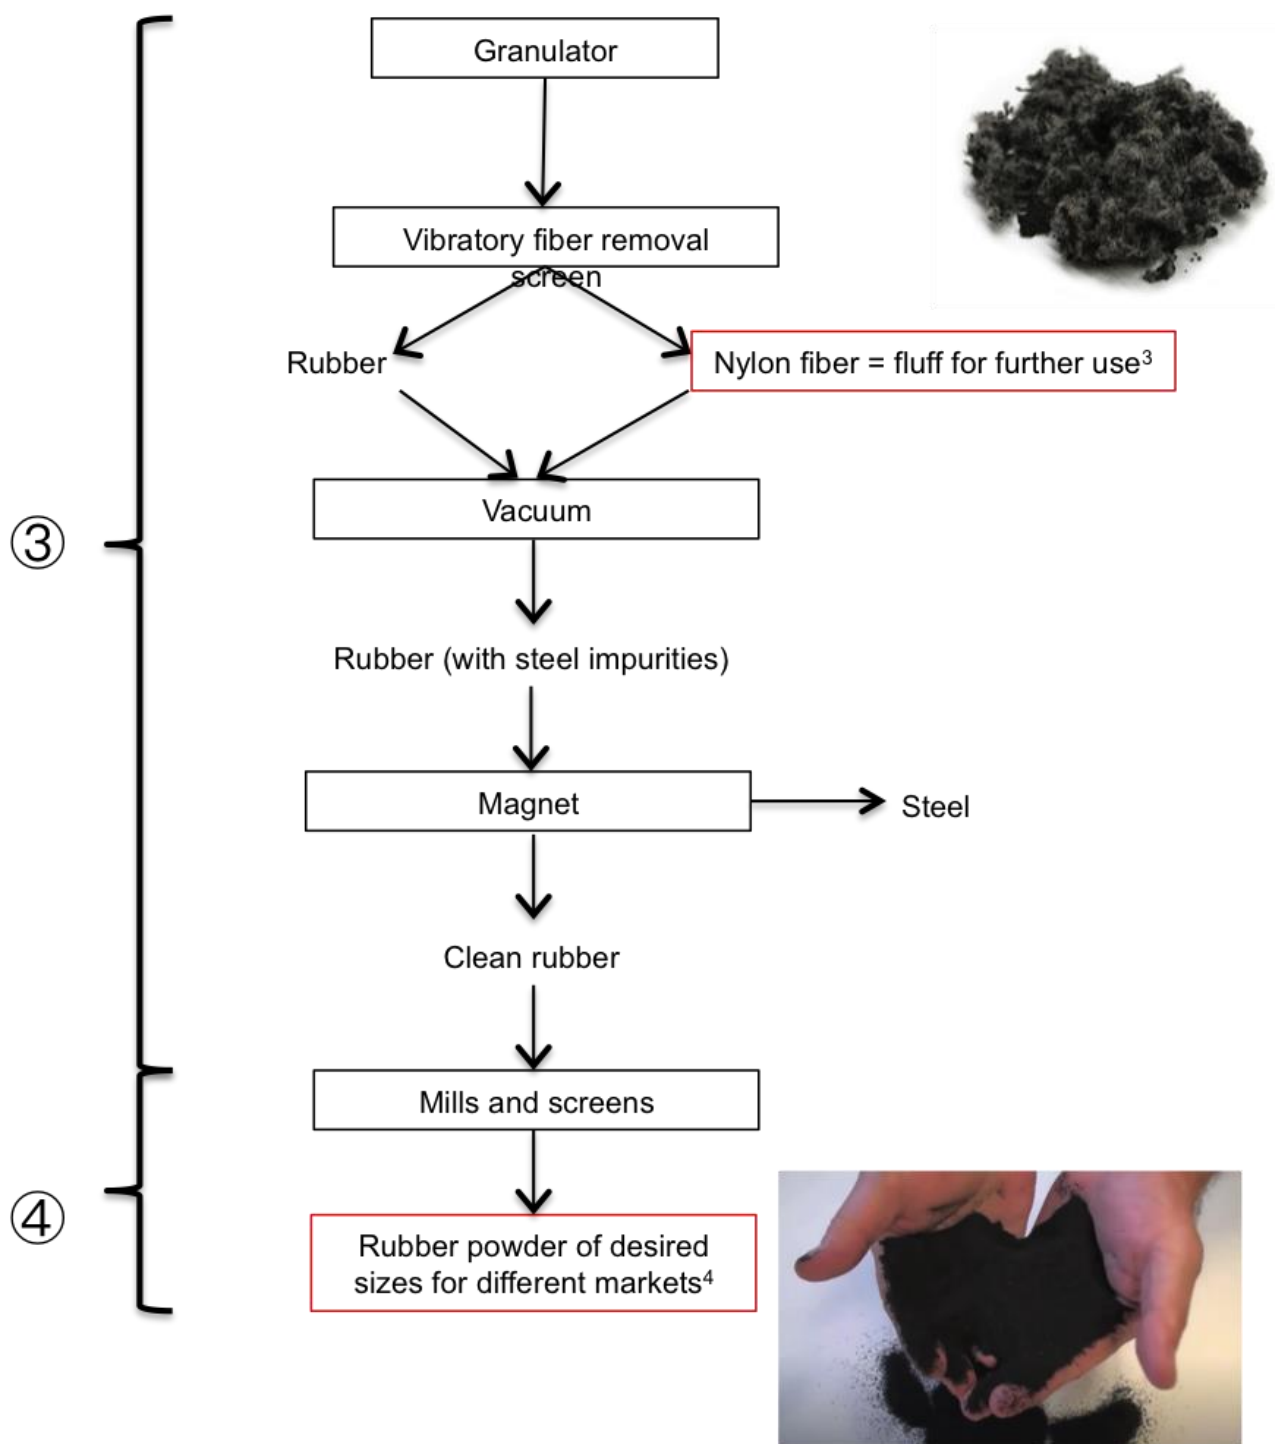 Granulator
Vibratory fiber removal
screen
Rubber
Nylon fiber = fluff for further use³
③
Vacuum
Rubber (with steel impurities)
Magnet
Steel
Clean rubber
Mills and screens
④
Rubber powder of desired
sizes for different markets⁴